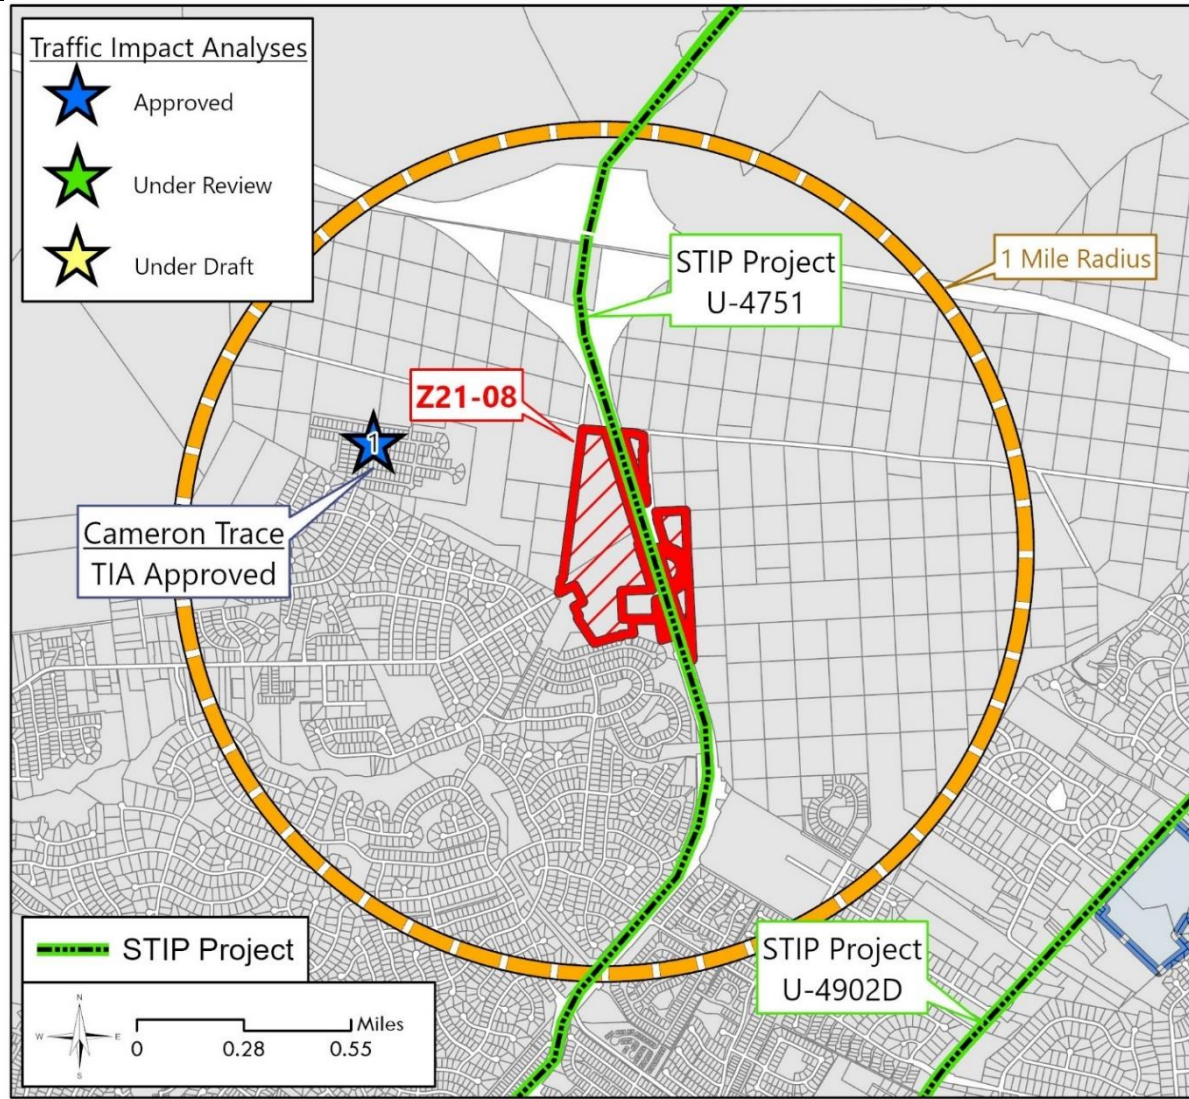 Traffic Impact Analyses
Approved
Under Review
Under Draft
STIP Project
U-4751
1 Mile Radius
Z21-08
1
Cameron Trace
TIA Approved
STIP Project
U-4902D
STIP Project
N
W
E
S
Miles
0
0.28
0.55